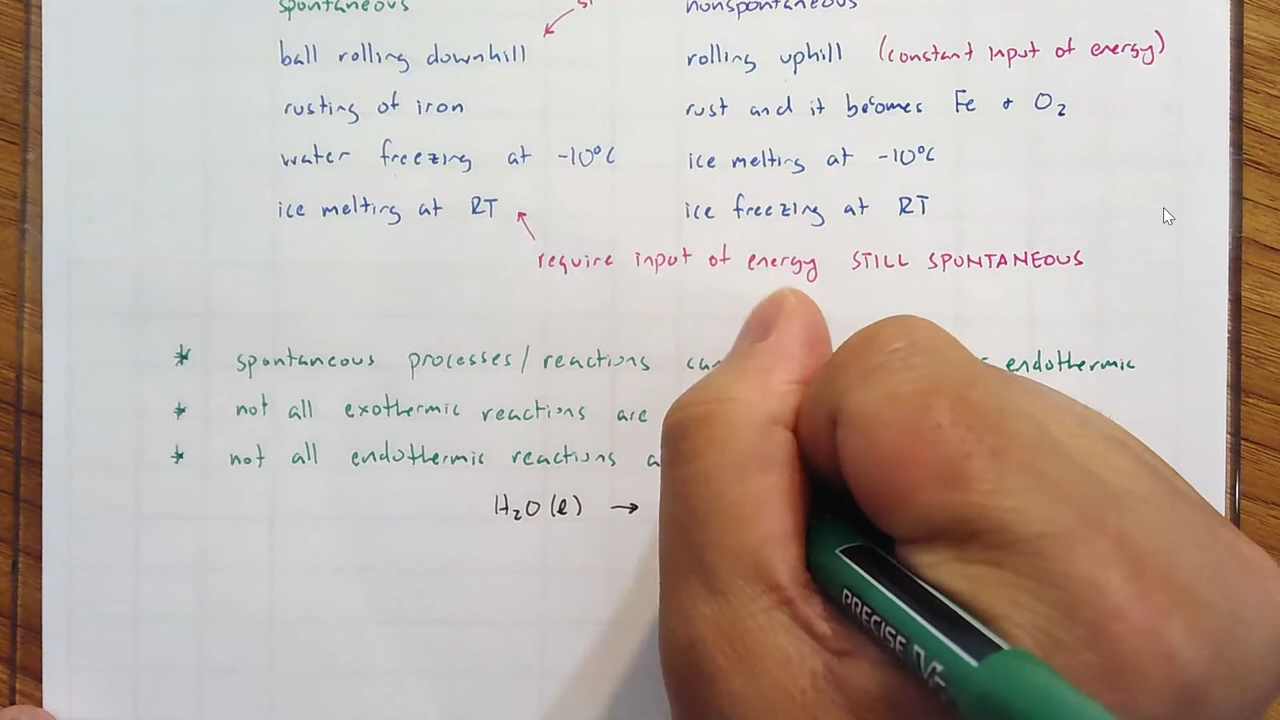 spontaneous nonspontaneous
ball rolling downhill rolling uphill (constant input of energy)
rusting of iron rust and it becomes Fe + O₂
water freezing at -10°C ice melting at -10°C
ice melting at RT ice freezing at RT
require input of energy STILL SPONTANEOUS
* spontaneous processes/reactions endothermic
* not all exothermic reactions are
* not all endothermic reactions
H₂O (l) →
PRECISE V5